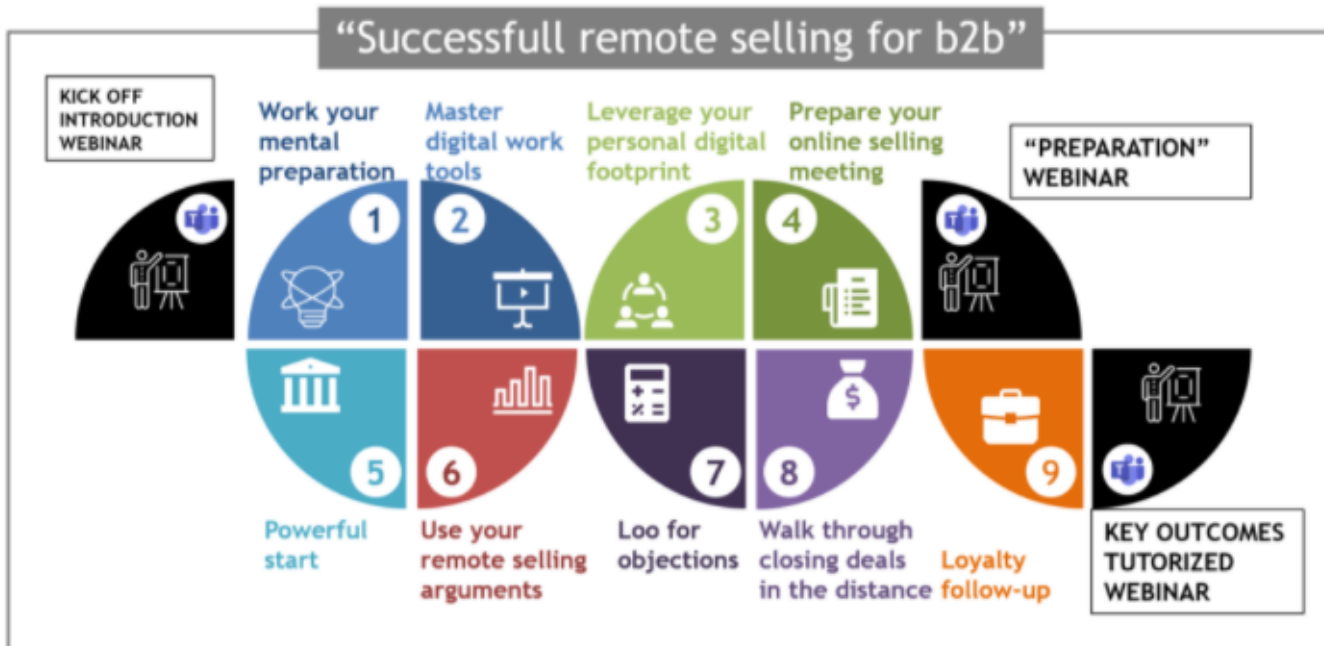 “Successfull remote selling for b2b”
KICK OFF
INTRODUCTION
WEBINAR
Work your
mental
preparation
Master
digital work
tools
Leverage your
personal digital
footprint
Prepare your
online selling
meeting
“PREPARATION”
WEBINAR
1
2
3
4
T
T
5
6
7
8
9
T
Powerful
start
Use your
remote selling
arguments
Loo for
objections
Walk through
closing deals
in the distance
Loyalty
follow-up
KEY OUTCOMES
TUTORIZED
WEBINAR